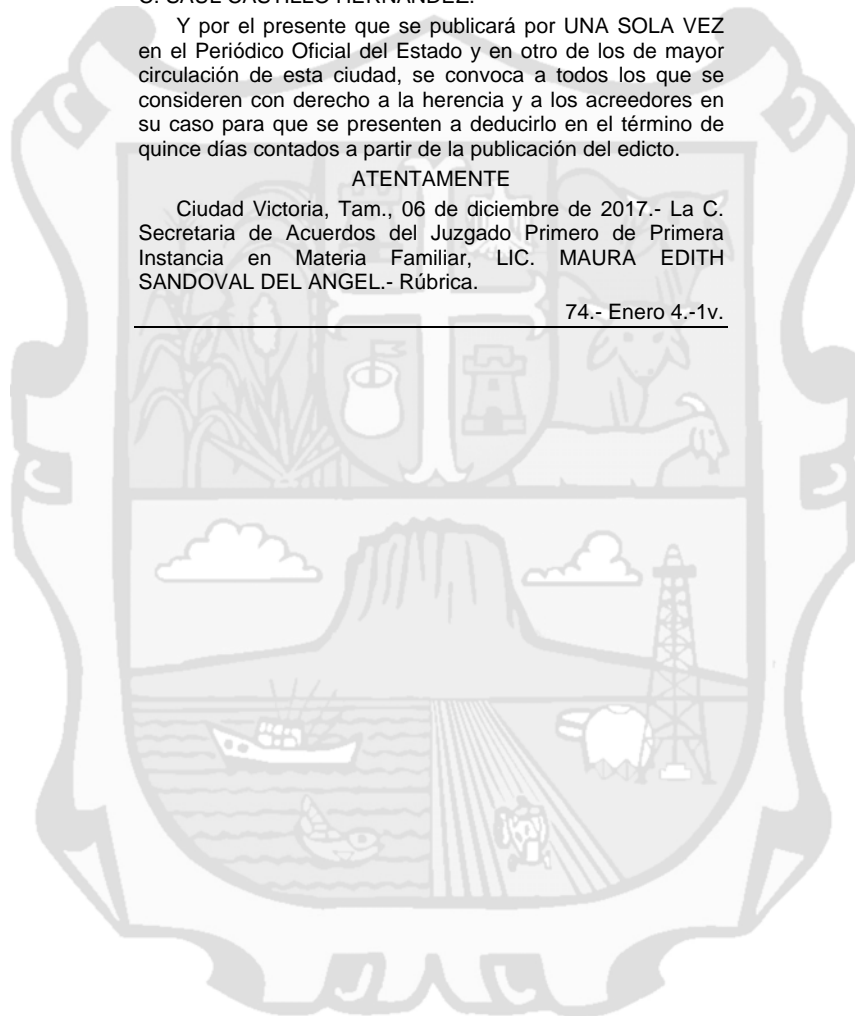 C. SAUL CASTILLO HERNÁNDEZ.
Y por el presente que se publicará por UNA SOLA VEZ
en el Periódico Oficial del Estado y en otro de los de mayor
circulación de esta ciudad, se convoca a todos los que se
consideren con derecho a la herencia y a los acreedores en
su caso para que se presenten a deducirlo en el término de
quince días contados a partir de la publicación del edicto.
ATENTAMENTE
Ciudad Victoria, Tam., 06 de diciembre de 2017.- La C.
Secretaria de Acuerdos del Juzgado Primero de Primera
Instancia en Materia Familiar, LIC. MAURA EDITH
SANDOVAL DEL ANGEL.- Rúbrica.
74.- Enero 4.-1v.